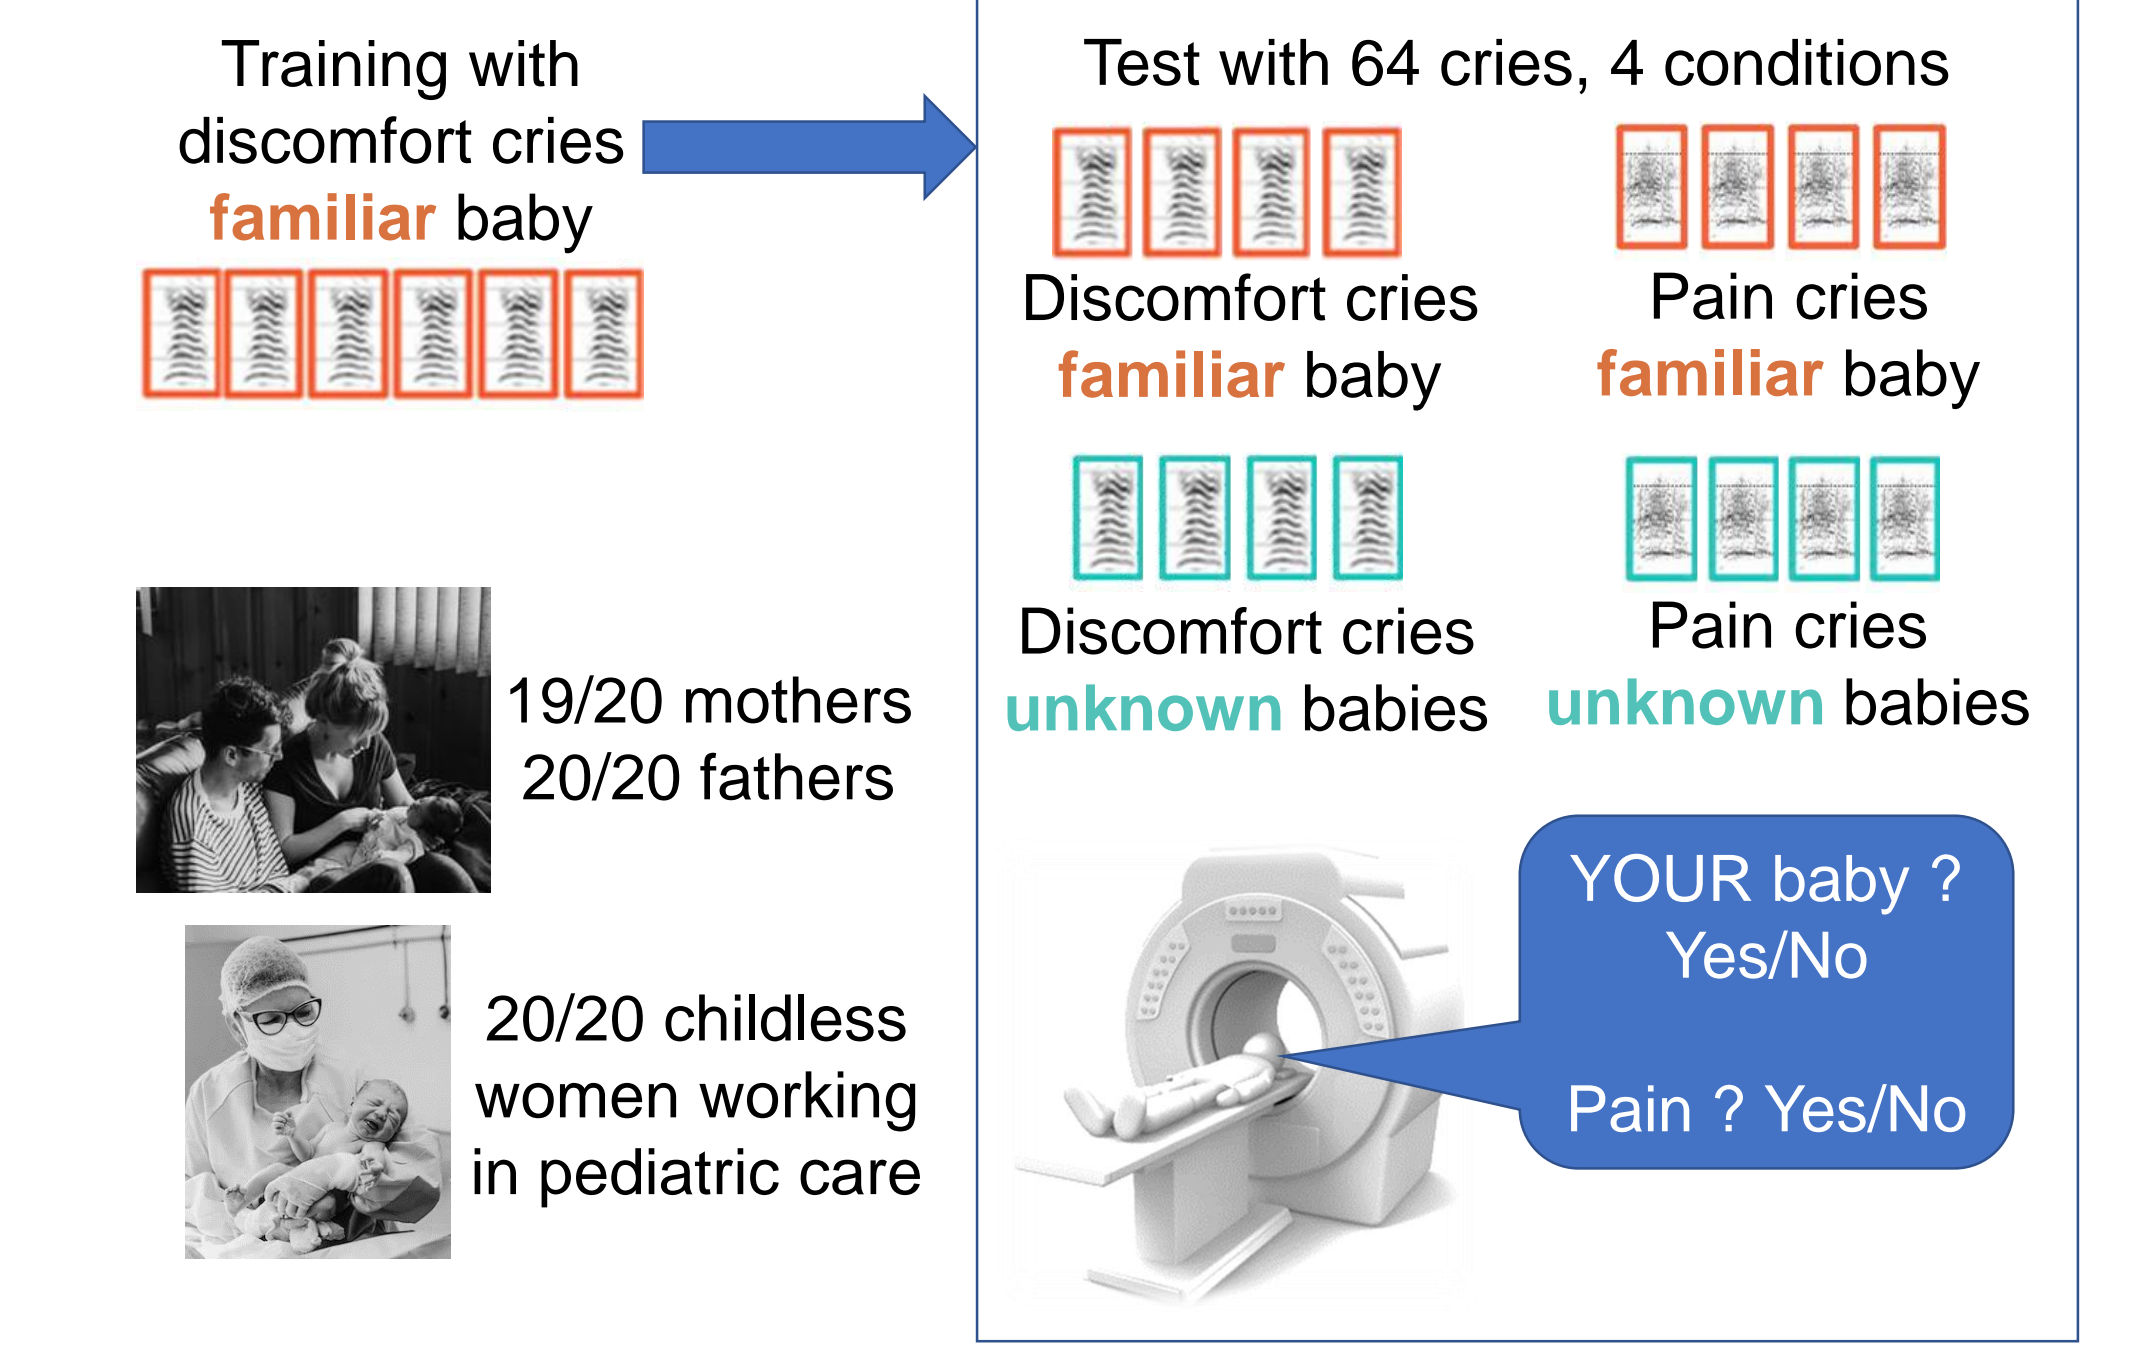 Training with
discomfort cries
familiar baby
19/20 mothers
20/20 fathers
20/20 childless
women working
in pediatric care
Test with 64 cries, 4 conditions
Discomfort cries
familiar baby
Pain cries
familiar baby
Discomfort cries
unknown babies
Pain cries
unknown babies
YOUR baby ?
Yes/No
Pain ? Yes/No